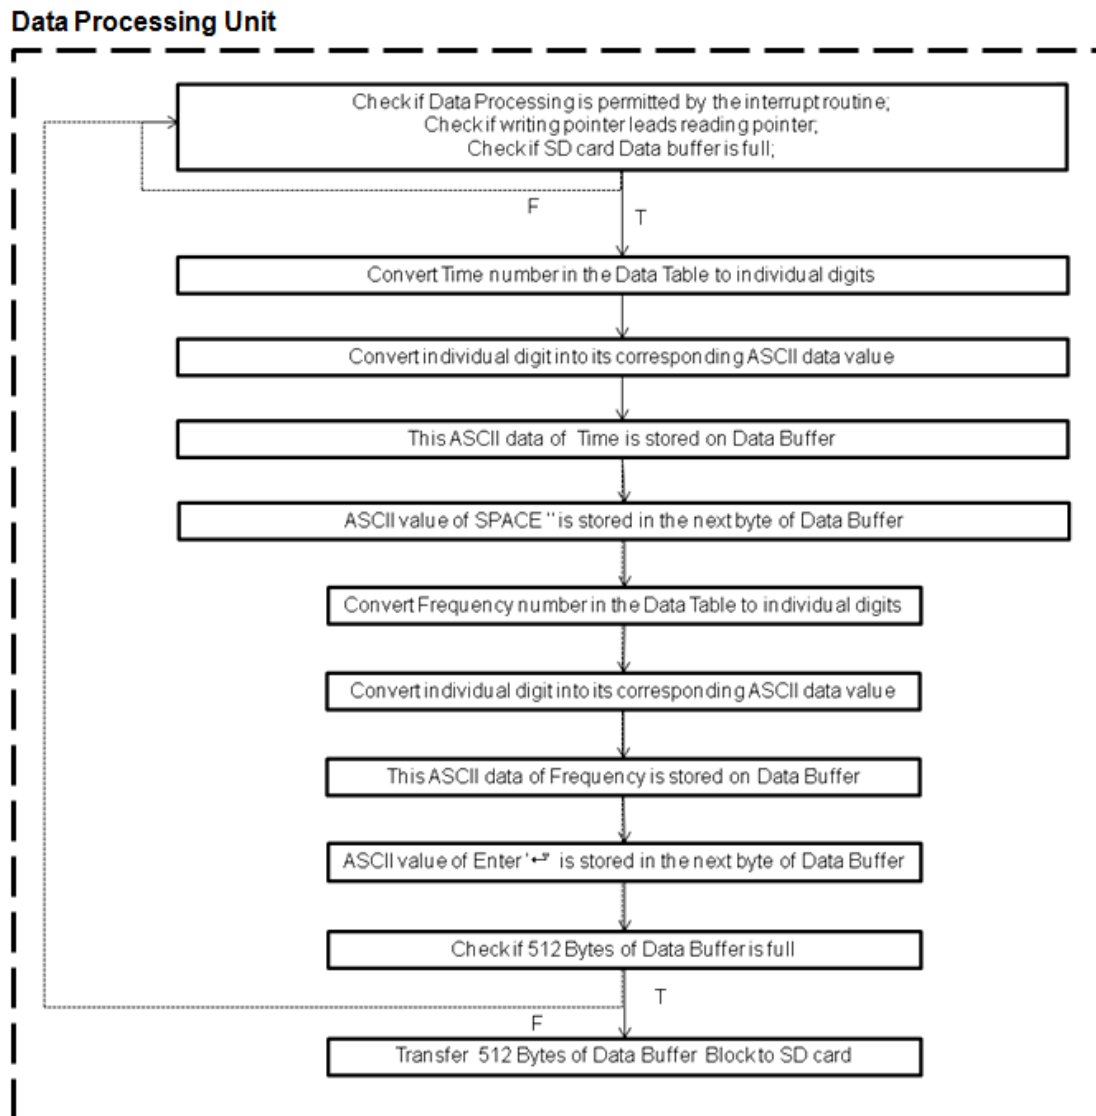 Data Processing Unit
Check if Data Processing is permitted by the interrupt routine;
Check if writing pointer leads reading pointer;
Check if SD card Data buffer is full;
F
T
Convert Time number in the Data Table to individual digits
Convert individual digit into its corresponding ASCII data value
This ASCII data of Time is stored on Data Buffer
ASCII value of SPACE '' is stored in the next byte of Data Buffer
Convert Frequency number in the Data Table to individual digits
Convert individual digit into its corresponding ASCII data value
This ASCII data of Frequency is stored on Data Buffer
ASCII value of Enter '↵' is stored in the next byte of Data Buffer
Check if 512 Bytes of Data Buffer is full
T
F
Transfer 512 Bytes of Data Buffer Block to SD card